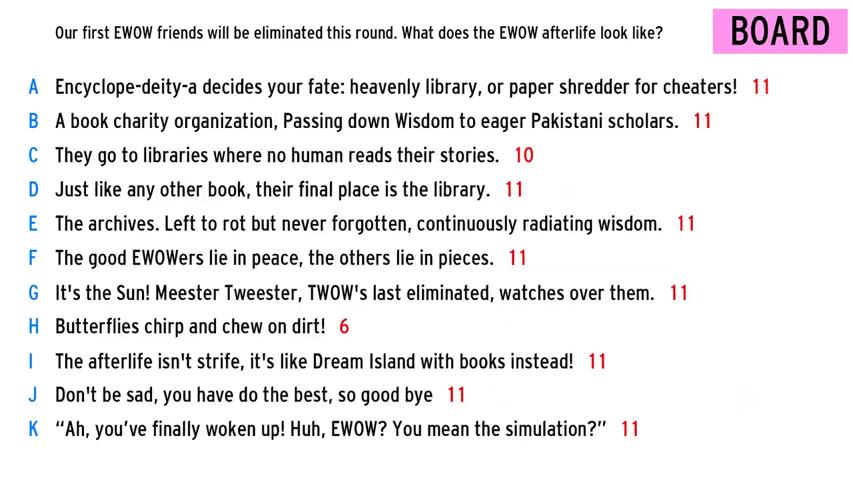 Our first EWOW friends will be eliminated this round. What does the EWOW afterlife look like?
BOARD
A Encyclope-deity-a decides your fate: heavenly library, or paper shredder for cheaters! 11
B A book charity organization, Passing down Wisdom to eager Pakistani scholars. 11
C They go to libraries where no human reads their stories. 10
D Just like any other book, their final place is the library. 11
E The archives. Left to rot but never forgotten, continuously radiating wisdom. 11
F The good EWOWers lie in peace, the others lie in pieces. 11
G It's the Sun! Meester Tweester, TWOW's last eliminated, watches over them. 11
H Butterflies chirp and chew on dirt! 6
I The afterlife isn't strife, it's like Dream Island with books instead! 11
J Don't be sad, you have do the best, so good bye 11
K “Ah, you’ve finally woken up! Huh, EWOW? You mean the simulation?” 11